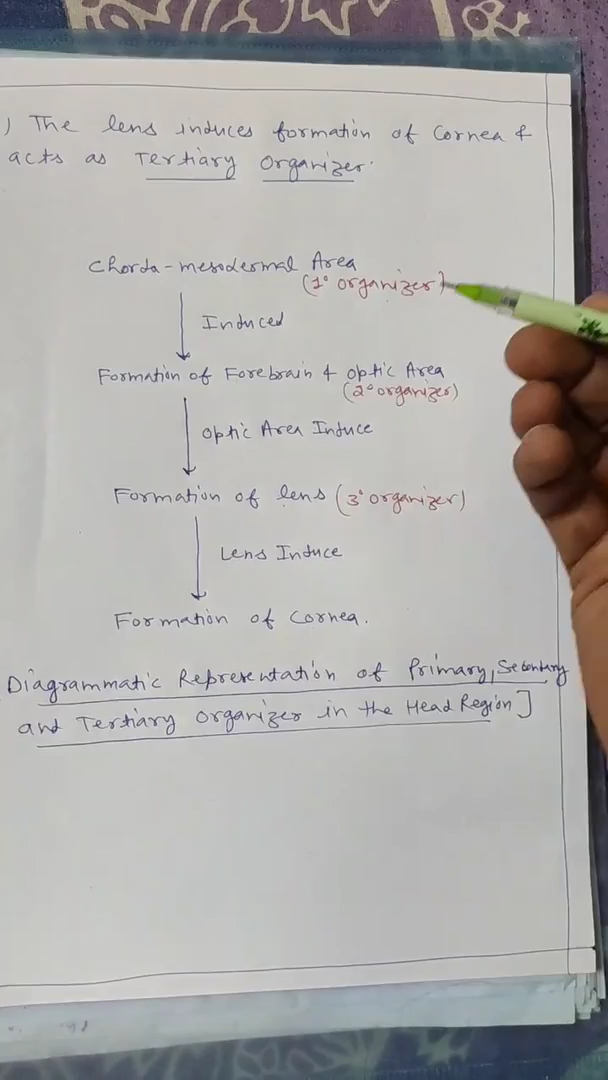 ) The lens induces formation of Cornea &
acts as Tertiary Organizer.
Chorda-mesodermal Area
(1° organizer)
Induced
Formation of Forebrain & optic Area
(2° organizer)
Optic Area Induce
Formation of lens (3° organizer)
Lens Induce
Formation of Cornea.
Diagrammatic Representation of Primary, Secondary
and Tertiary Organizer in the Head Region]